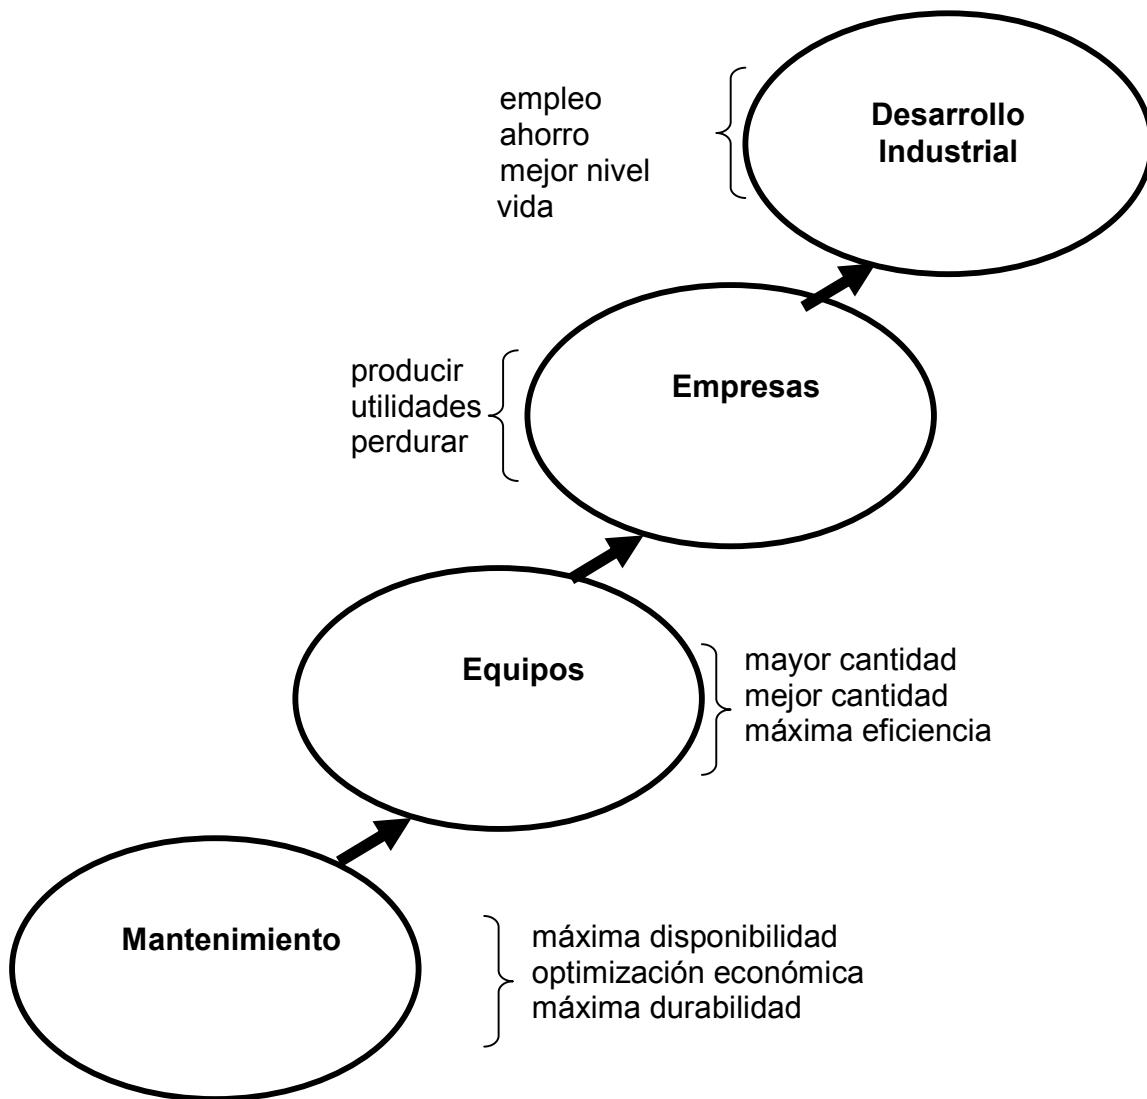 empleo
ahorro
mejor nivel
vida
Desarrollo
Industrial
producir
utilidades
perdurar
Empresas
Equipos
mayor cantidad
mejor cantidad
máxima eficiencia
Mantenimiento
máxima disponibilidad
optimización económica
máxima durabilidad